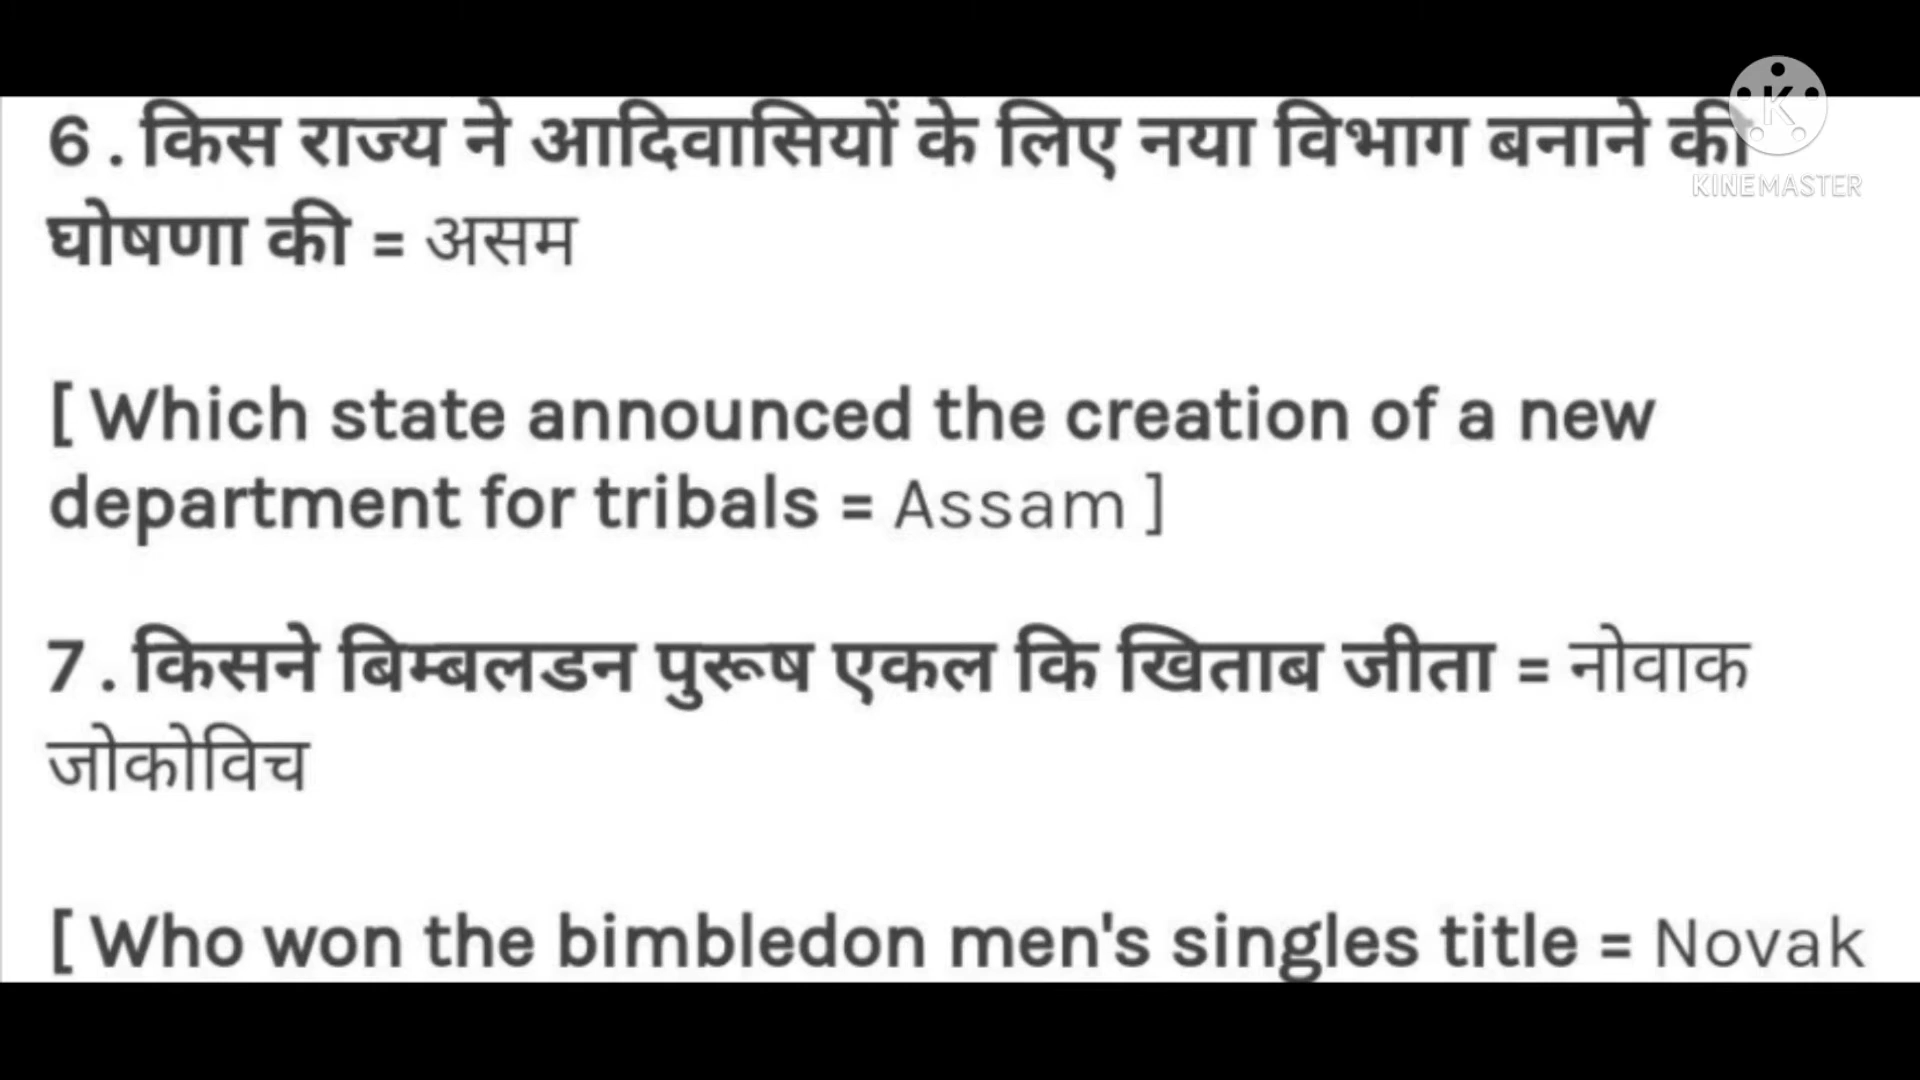 6 . किस राज्य ने आदिवासियों के लिए नया विभाग बनाने की
KINEMASTER
घोषणा की = असम
[ Which state announced the creation of a new
department for tribals = Assam ]
7 . किसने बिम्बलडन पुरूष एकल कि खिताब जीता = नोवाक
जोकोविच
[ Who won the bimbledon men's singles title = Novak